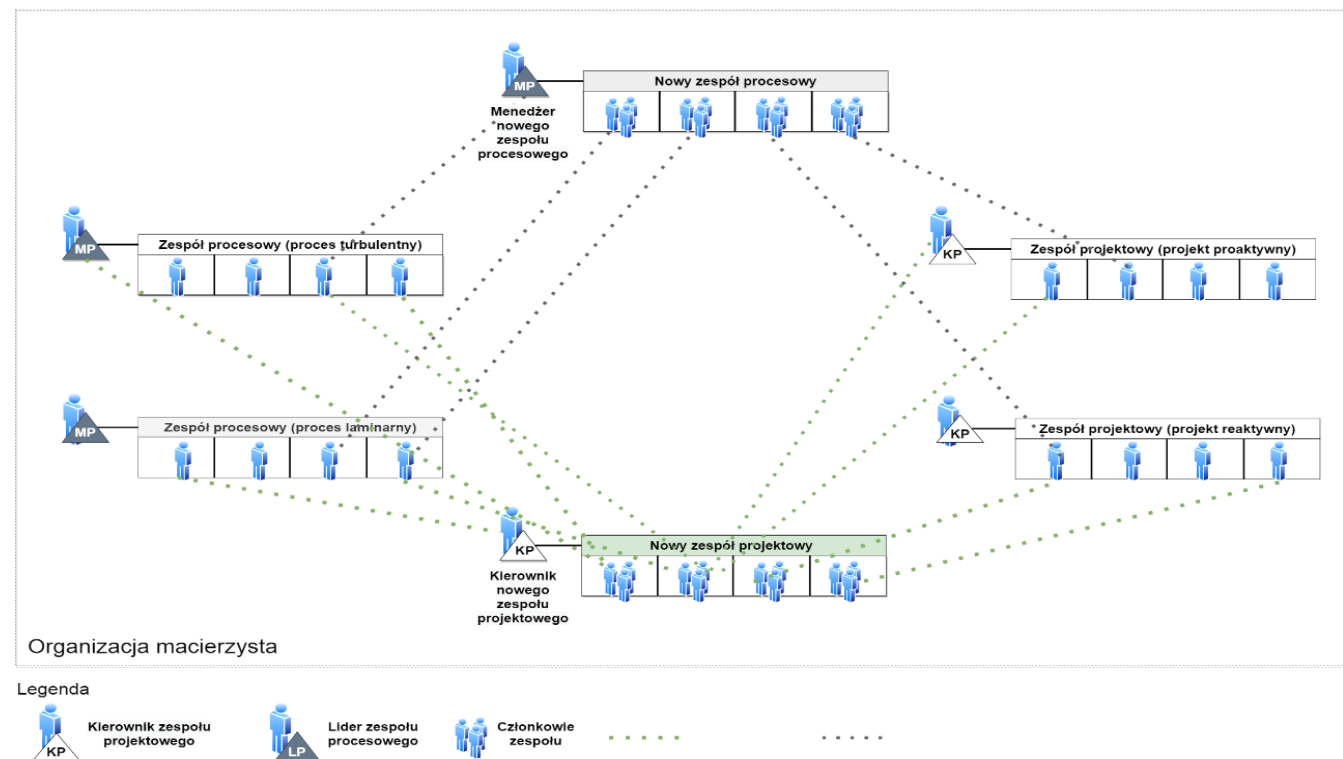 MP
Nowy zespół procesowy
Menedżer
nowego
zespołu
procesowego
MP
Zespół procesowy (proces turbulentny)
KP
Zespół projektowy (projekt proaktywny)
MP
Zespół procesowy (proces laminarny)
KP
Zespół projektowy (projekt reaktywny)
KP
Nowy zespół projektowy
Kierownik
nowego
zespołu
projektowego
Organizacja macierzysta
Legenda
KP
Kierownik zespołu
projektowego
LP
Lider zespołu
procesowego
Członkowie
zespołu